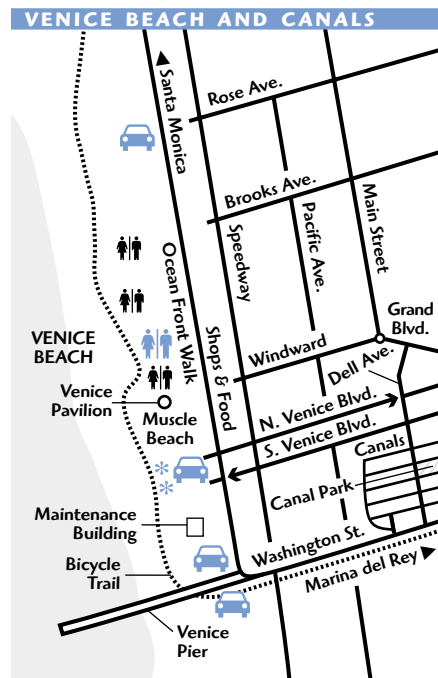 VENICE BEACH AND CANALS
Santa Monica
Rose Ave.
Brooks Ave.
Main Street
Pacific Ave.
Speedway
Ocean Front Walk
Shops & Food
VENICE
BEACH
Grand
Blvd.
Windward
Dell Ave.
Venice
Pavilion
Muscle
Beach
N. Venice Blvd.
S. Venice Blvd.
Canals
* *
Canal Park
Maintenance
Building
Washington St.
Bicycle
Trail
Marina del Rey
Venice
Pier